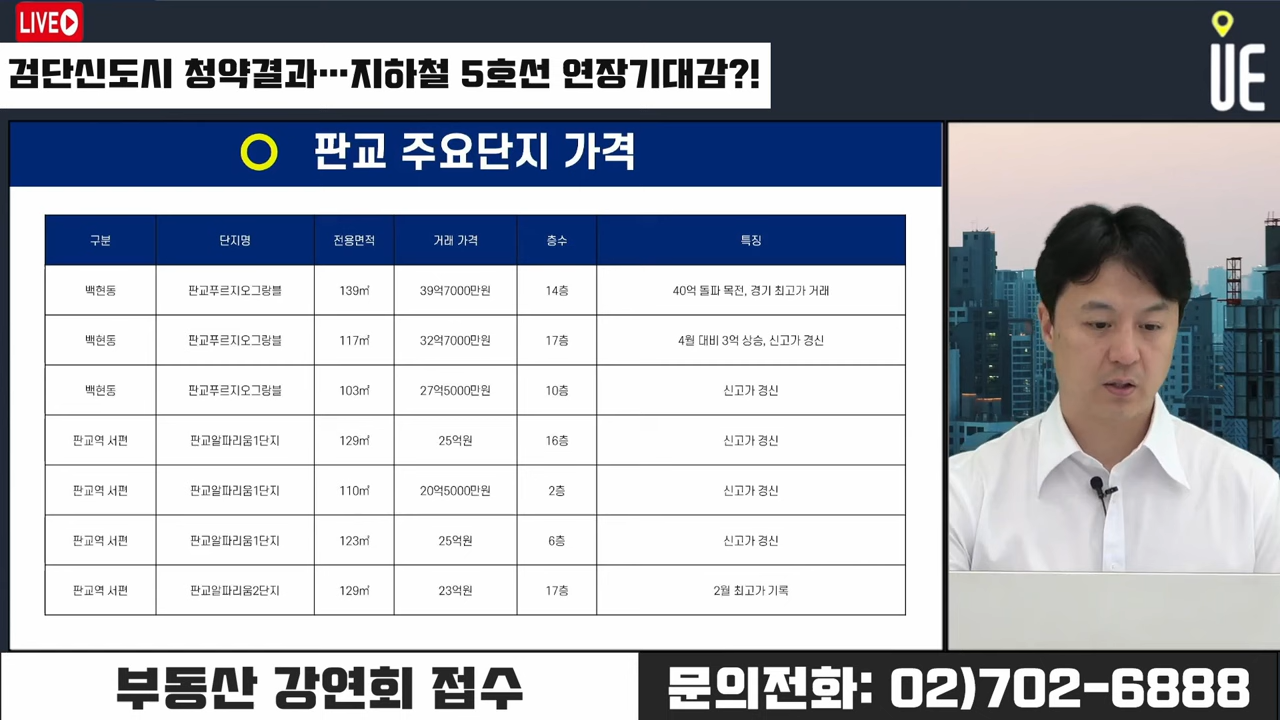 LIVE
검단신도시 청약결과…지하철 5호선 연장기대감?!
UE
판교 주요단지 가격
구분 단지명 전용면적 거래 가격 층수 특징
백현동 판교푸르지오그랑블 139㎡ 39억7000만원 14층 40억 돌파 목전, 경기 최고가 거래
백현동 판교푸르지오그랑블 117㎡ 32억7000만원 17층 4월 대비 3억 상승, 신고가 경신
백현동 판교푸르지오그랑블 103㎡ 27억5000만원 10층 신고가 경신
판교역 서편 판교알파리움1단지 129㎡ 25억원 16층 신고가 경신
판교역 서편 판교알파리움1단지 110㎡ 20억5000만원 2층 신고가 경신
판교역 서편 판교알파리움1단지 123㎡ 25억원 6층 신고가 경신
판교역 서편 판교알파리움2단지 129㎡ 23억원 17층 2월 최고가 기록
부동산 강연회 접수
문의전화: 02)702-6888